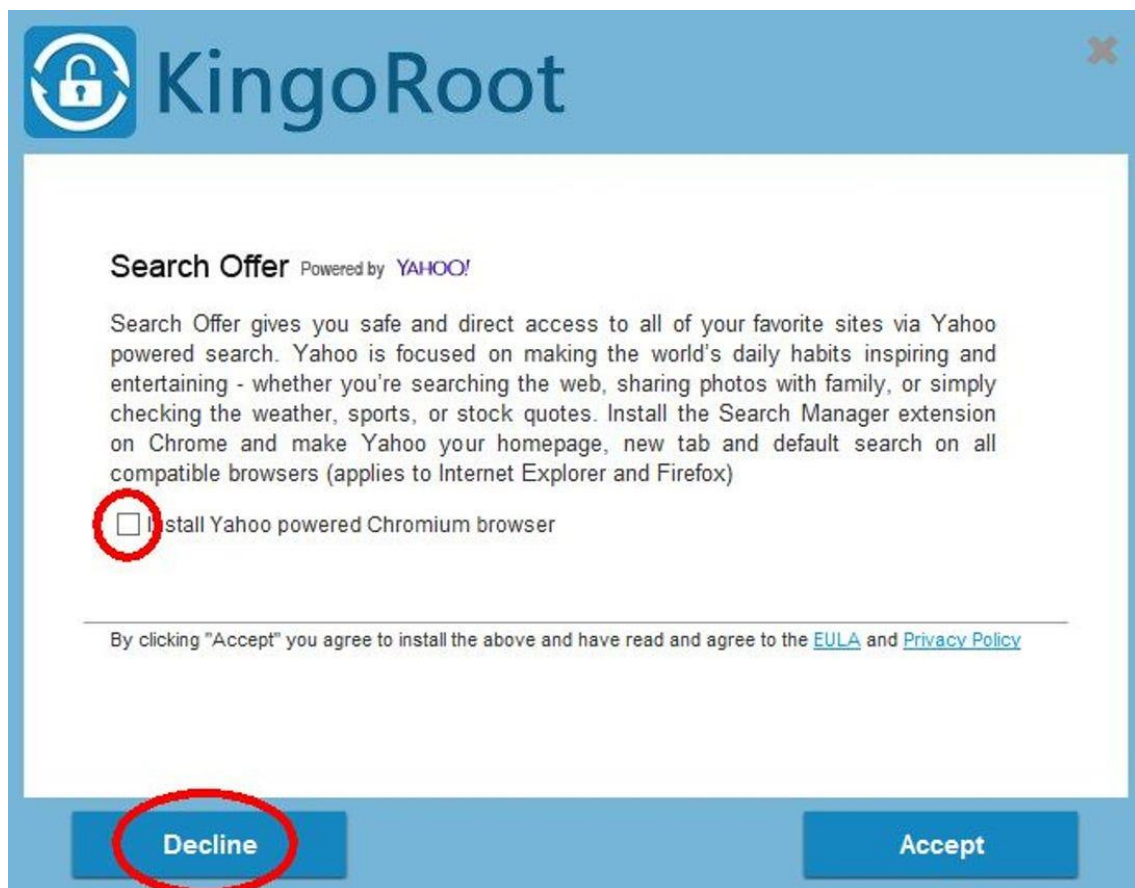 KingoRoot
Search Offer Powered by YAHOO!
Search Offer gives you safe and direct access to all of your favorite sites via Yahoo
powered search. Yahoo is focused on making the world's daily habits inspiring and
entertaining - whether you're searching the web, sharing photos with family, or simply
checking the weather, sports, or stock quotes. Install the Search Manager extension
on Chrome and make Yahoo your homepage, new tab and default search on all
compatible browsers (applies to Internet Explorer and Firefox)
Install Yahoo powered Chromium browser
By clicking "Accept" you agree to install the above and have read and agree to the EULA and Privacy Policy
Decline
Accept